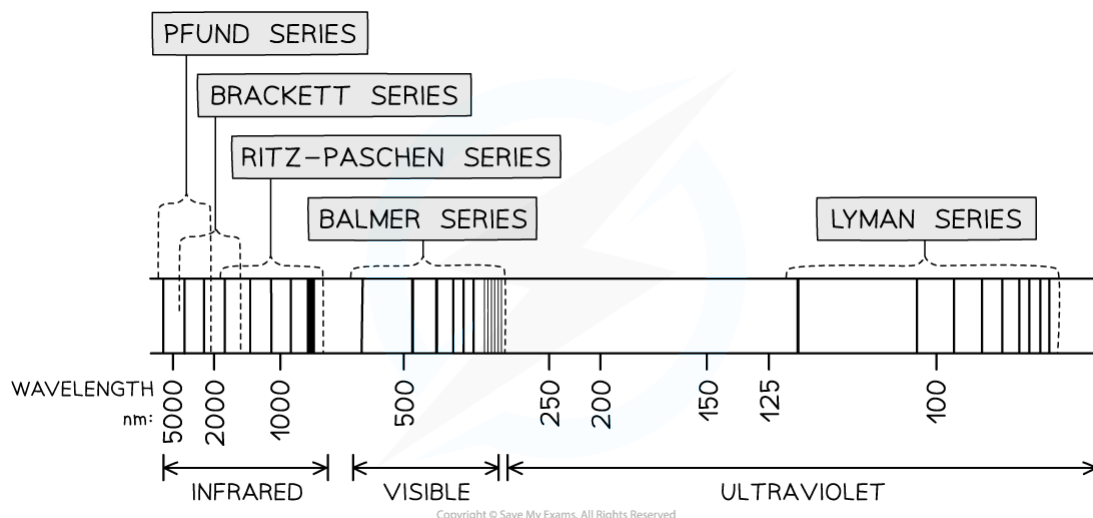 PFUND SERIES
BRACKETT SERIES
RITZ-PASCHEN SERIES
BALMER SERIES
LYMAN SERIES
WAVELENGTH
nm:
5000
2000
1000
500
250
200
150
125
100
INFRARED
VISIBLE
ULTRAVIOLET
Copyright © Save My Exams. All Rights Reserved